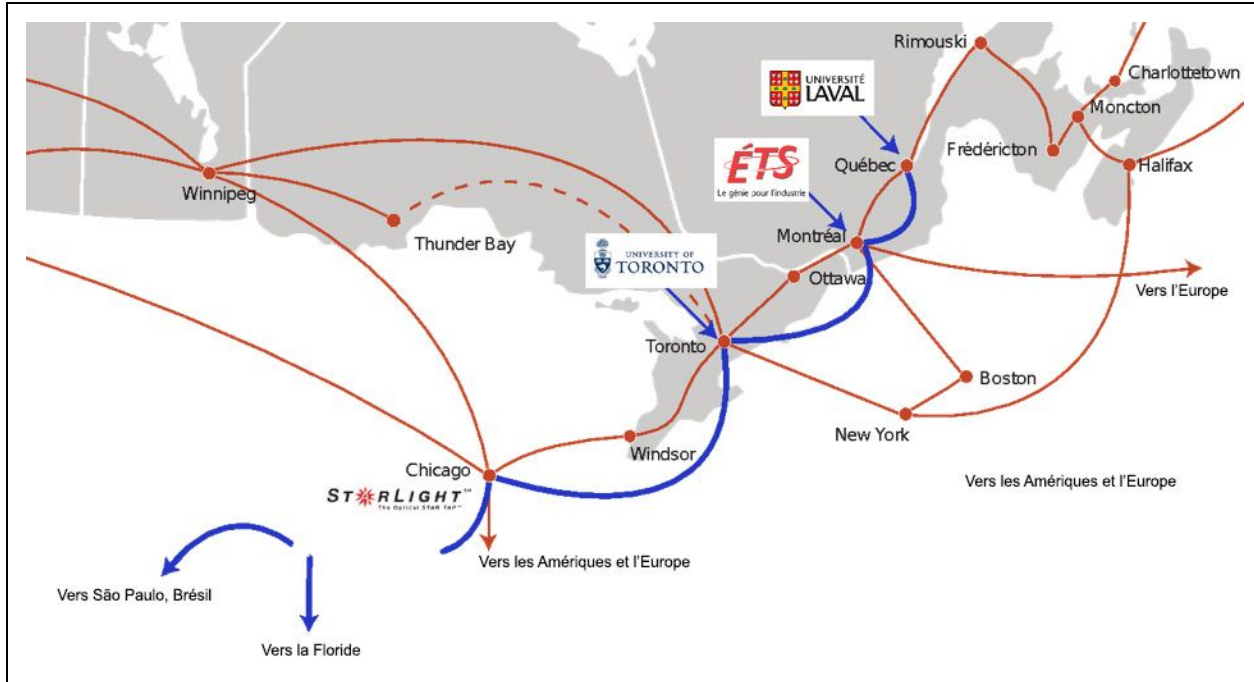 Rimouski
Charlottetown
UNIVERSITÉ
LAVAL
Moncton
ÉTS
Le génie pour l'industrie
Québec
Frédéricton
Halifax
Winnipeg
Thunder Bay
Montréal
UNIVERSITY OF
TORONTO
Ottawa
Vers l'Europe
Toronto
Boston
New York
Windsor
Chicago
STARLIGHT SM
The Optical STAR TAP
Vers les Amériques et l'Europe
Vers les Amériques et l'Europe
Vers São Paulo, Brésil
Vers la Floride